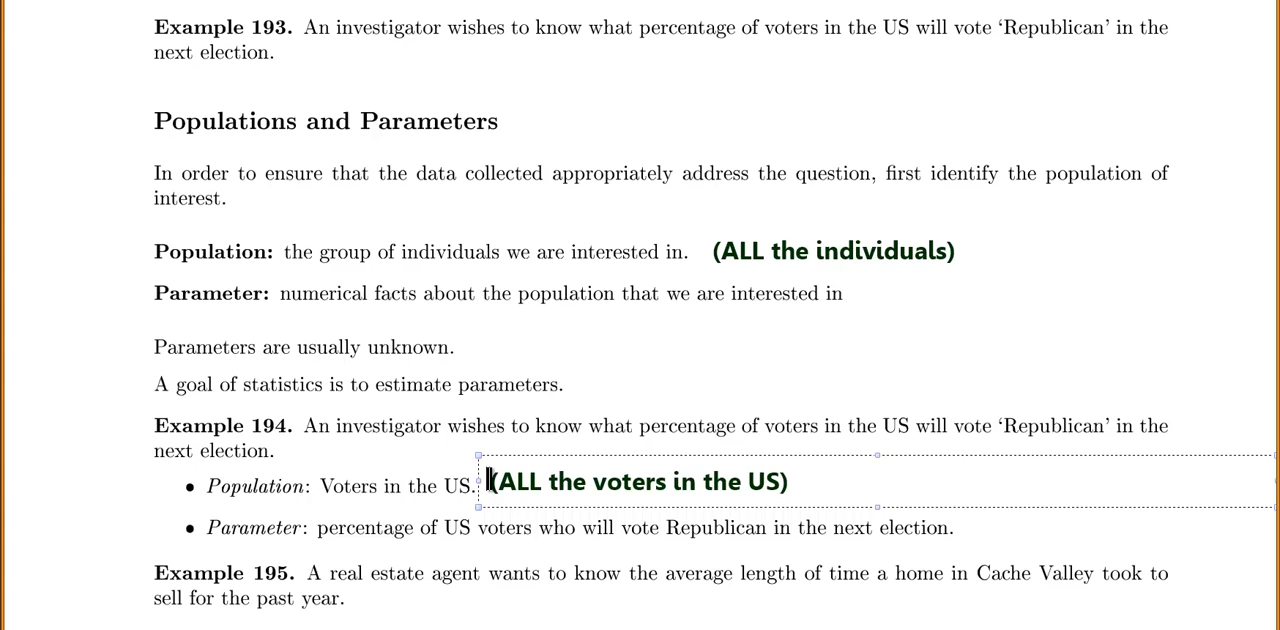 Example 193. An investigator wishes to know what percentage of voters in the US will vote ‘Republican’ in the
next election.
Populations and Parameters
In order to ensure that the data collected appropriately address the question, first identify the population of
interest.
Population: the group of individuals we are interested in. (ALL the individuals)
Parameter: numerical facts about the population that we are interested in
Parameters are usually unknown.
A goal of statistics is to estimate parameters.
Example 194. An investigator wishes to know what percentage of voters in the US will vote ‘Republican’ in the
next election.
• Population: Voters in the US. (ALL the voters in the US)
• Parameter: percentage of US voters who will vote Republican in the next election.
Example 195. A real estate agent wants to know the average length of time a home in Cache Valley took to
sell for the past year.